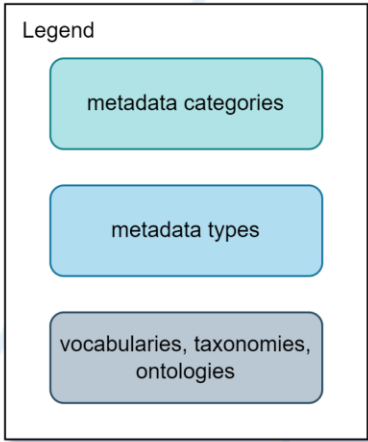 Legend
metadata categories
metadata types
vocabularies, taxonomies,
ontologies